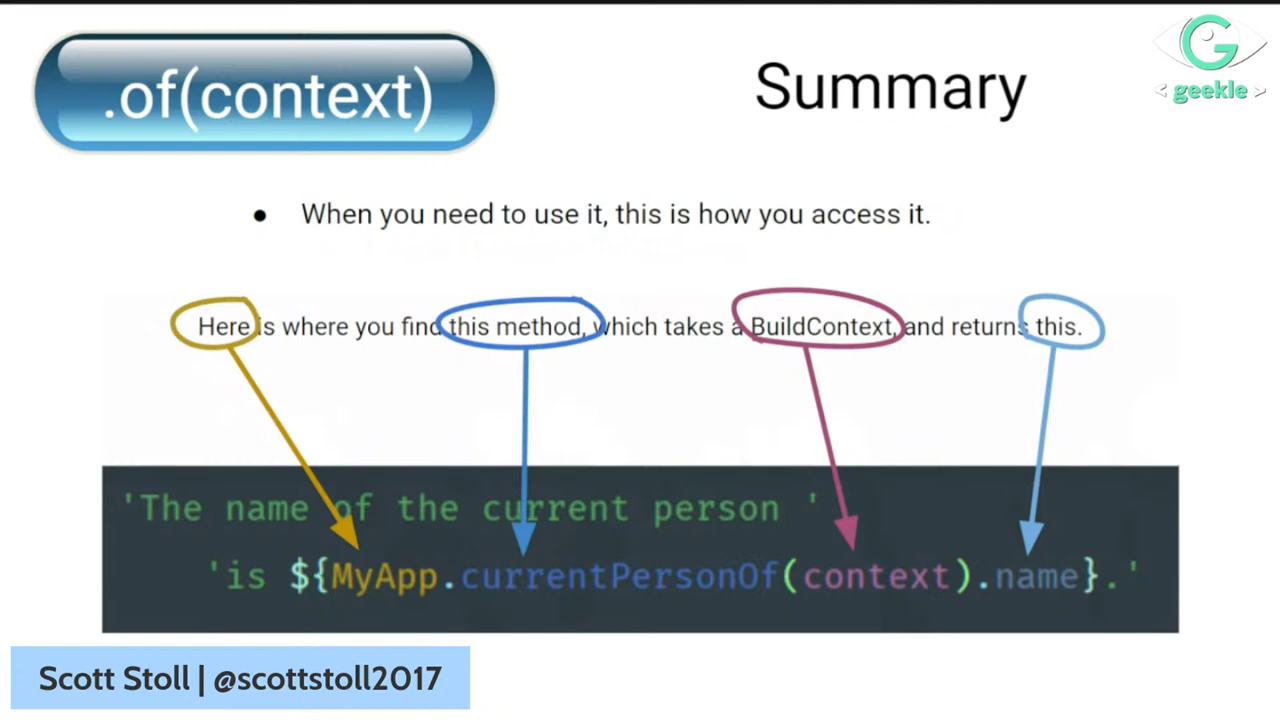 .of(context)
Summary
G
< geekle >
● When you need to use it, this is how you access it.
Here is where you find this method, which takes a BuildContext, and returns this.
'The name of the current person '
'is ${MyApp.currentPersonOf(context).name}.'
Scott Stoll | @scottstoll2017